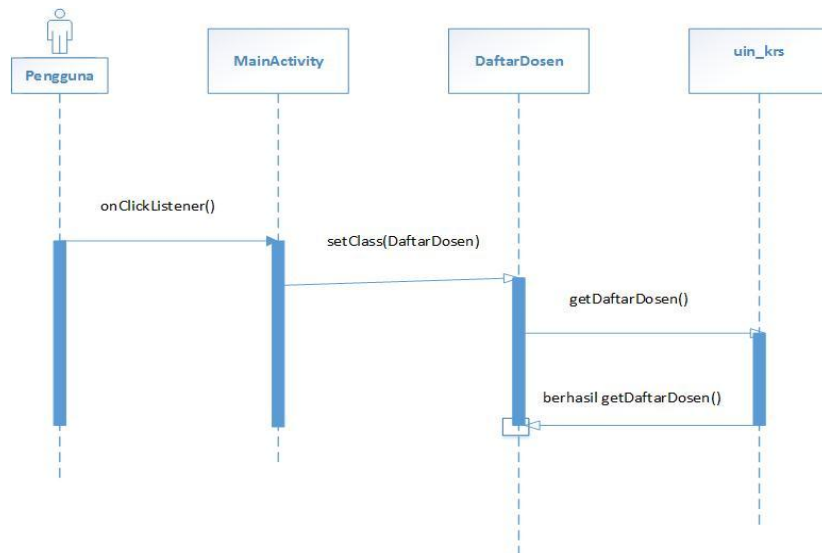 Pengguna
MainActivity
DaftarDosen
uin_krs
onClickListener()
setClass(DaftarDosen)
getDaftarDosen()
berhasil getDaftarDosen()